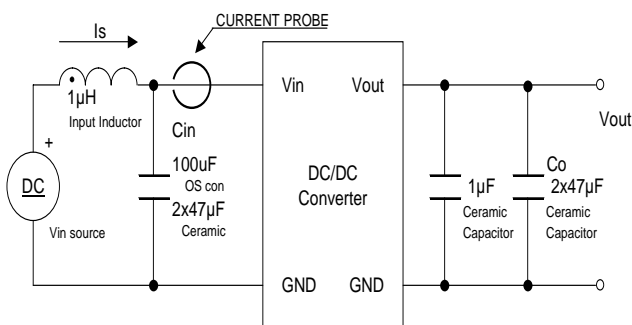 CURRENT PROBE
Is
1µH
Input Inductor
Cin
Vin
Vout
Vout
+
DC
Vin source
100uF
OS con
2x47µF
Ceramic
DC/DC
Converter
1µF
Ceramic
Capacitor
Co
2x47µF
Ceramic
Capacitor
GND
GND